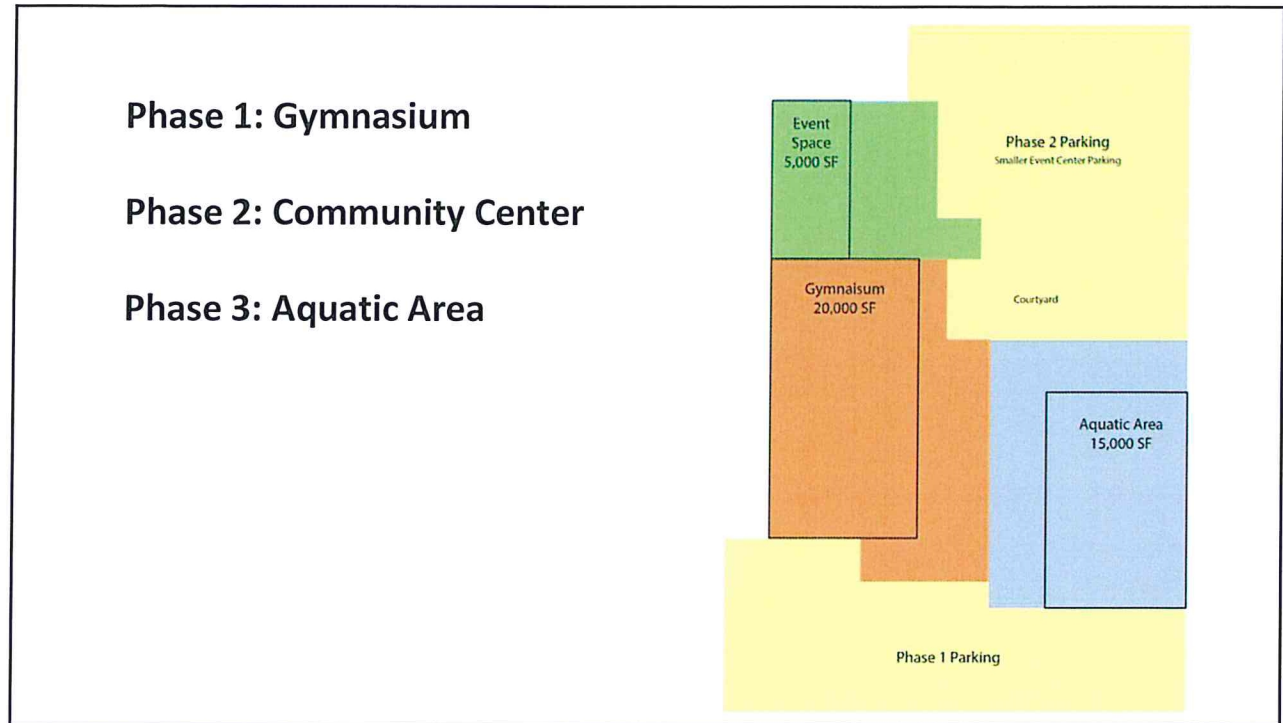 Phase 1: Gymnasium
Phase 2: Community Center
Phase 3: Aquatic Area
Event
Space
5,000 SF
Phase 2 Parking
Smaller Event Center Parking
Gymnaisum
20,000 SF
Courtyard
Aquatic Area
15,000 SF
Phase 1 Parking